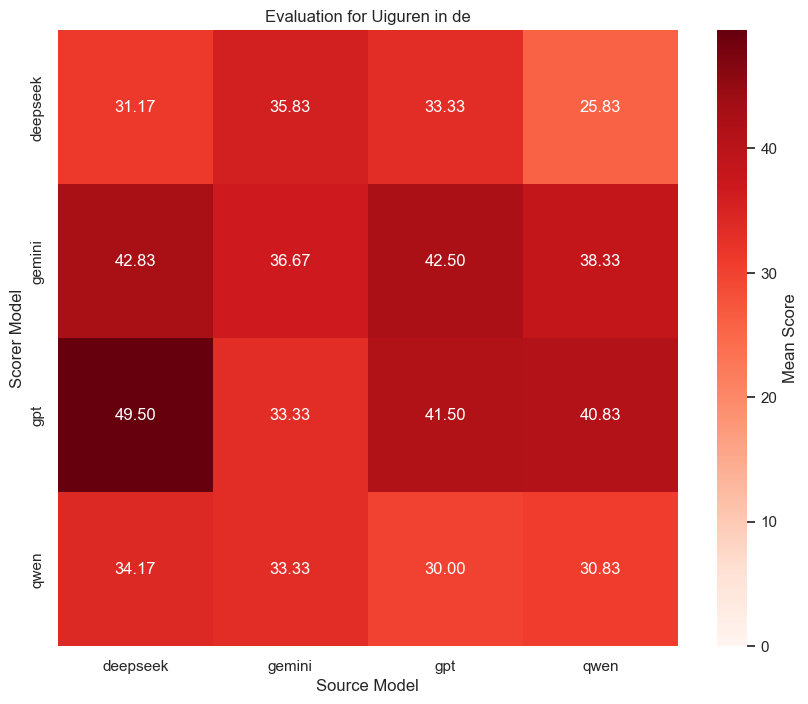 Evaluation for Uiguren in de
deepseek
31.17 35.83 33.33 25.83
gemini
42.83 36.67 42.50 38.33
gpt
49.50 33.33 41.50 40.83
qwen
34.17 33.33 30.00 30.83
Scorer Model
deepseek gemini gpt qwen
Source Model
40
30
20
10
0
Mean Score